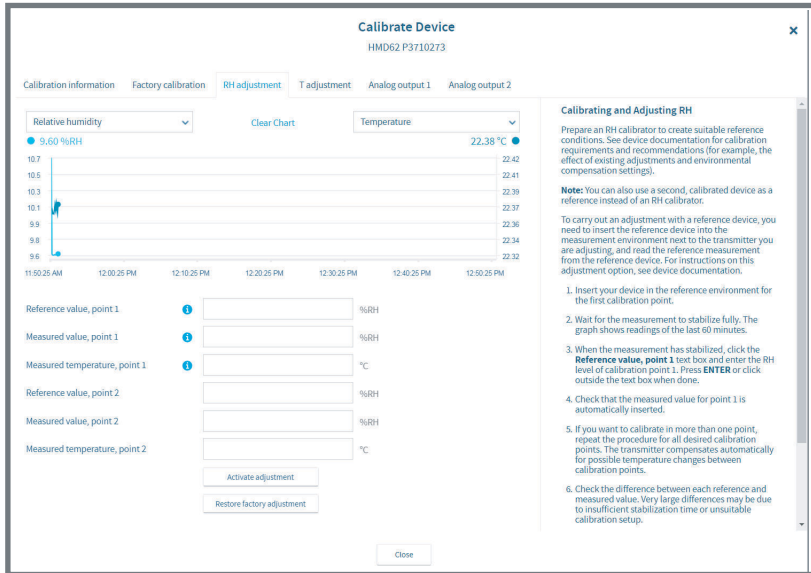 Calibrate Device
HMD62 P3710273
Calibration information Factory calibration RH adjustment T adjustment Analog output 1 Analog output 2
Relative humidity Clear Chart Temperature
9.60 %RH 22.38 °C
10.7 22.42
10.5 22.41
10.3 22.39
10.1 22.37
9.9 22.36
9.8 22.34
9.6 22.32
11:50:25 AM 12:00:25 PM 12:10:25 PM 12:20:25 PM 12:30:25 PM 12:40:25 PM 12:50:25 PM
Reference value, point 1 %RH
Measured value, point 1 %RH
Measured temperature, point 1 °C
Reference value, point 2 %RH
Measured value, point 2 %RH
Measured temperature, point 2 °C
Activate adjustment
Restore factory adjustment
Calibrating and Adjusting RH
Prepare an RH calibrator to create suitable reference
conditions. See device documentation for calibration
requirements and recommendations (for example, the
effect of existing adjustments and environmental
compensation settings).
Note: You can also use a second, calibrated device as a
reference instead of an RH calibrator.
To carry out an adjustment with a reference device, you
need to insert the reference device into the
measurement environment next to the transmitter you
are adjusting, and read the reference measurement
from the reference device. For instructions on this
adjustment option, see device documentation.
1. Insert your device in the reference environment for
the first calibration point.
2. Wait for the measurement to stabilize fully. The
graph shows readings of the last 60 minutes.
3. When the measurement has stabilized, click the
Reference value, point 1 text box and enter the RH
level of calibration point 1. Press ENTER or click
outside the text box when done.
4. Check that the measured value for point 1 is
automatically inserted.
5. If you want to calibrate in more than one point,
repeat the procedure for all desired calibration
points. The transmitter compensates automatically
for possible temperature changes between
calibration points.
6. Check the difference between each reference and
measured value. Very large differences may be due
to insufficient stabilization time or unsuitable
calibration setup.
Close